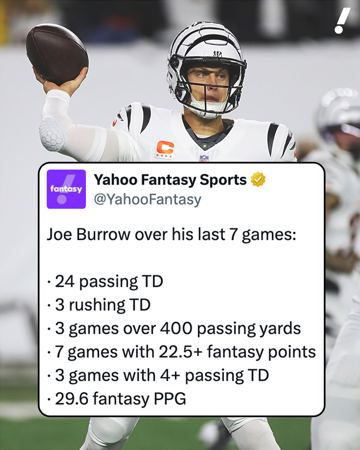 !
fantasy
Yahoo Fantasy Sports
@YahooFantasy
Joe Burrow over his last 7 games:
· 24 passing TD
· 3 rushing TD
· 3 games over 400 passing yards
· 7 games with 22.5+ fantasy points
· 3 games with 4+ passing TD
· 29.6 fantasy PPG
C